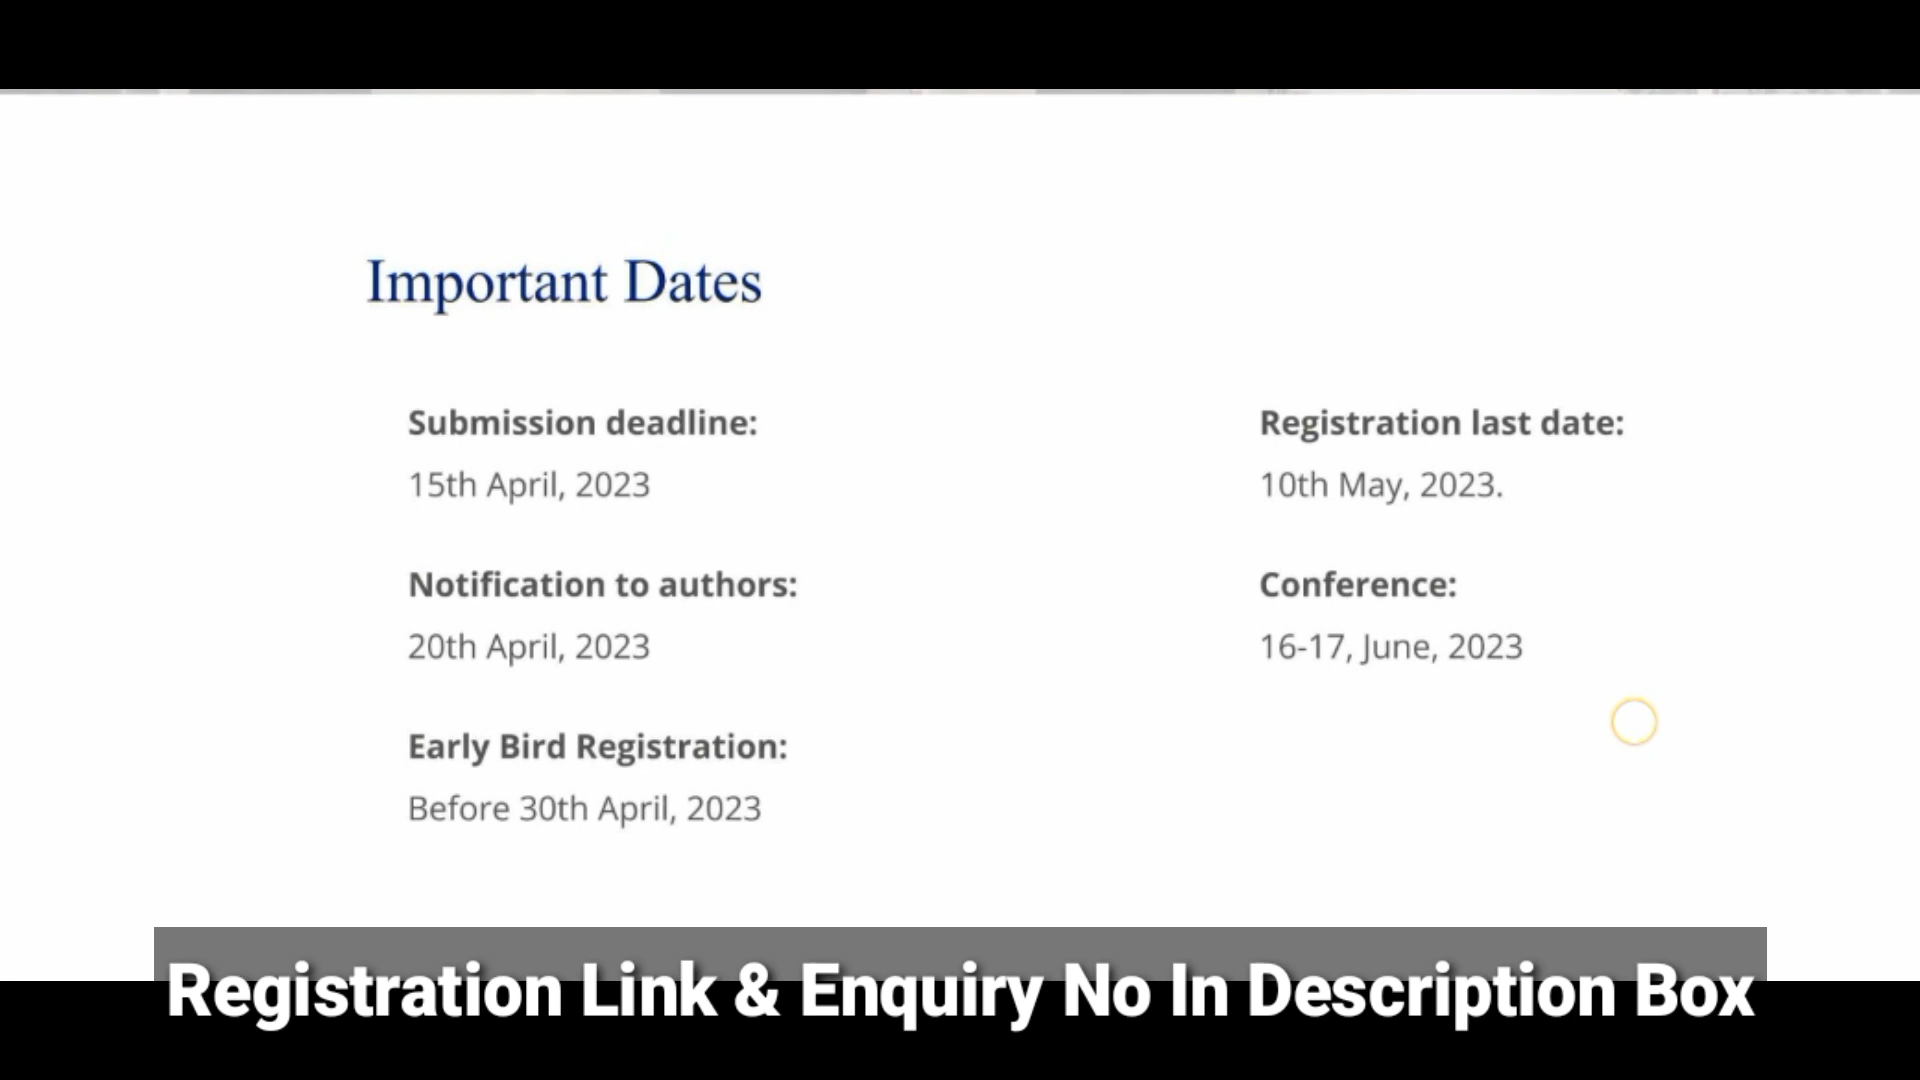 Important Dates
Submission deadline:
15th April, 2023
Notification to authors:
20th April, 2023
Early Bird Registration:
Before 30th April, 2023
Registration last date:
10th May, 2023.
Conference:
16-17, June, 2023
Registration Link & Enquiry No In Description Box